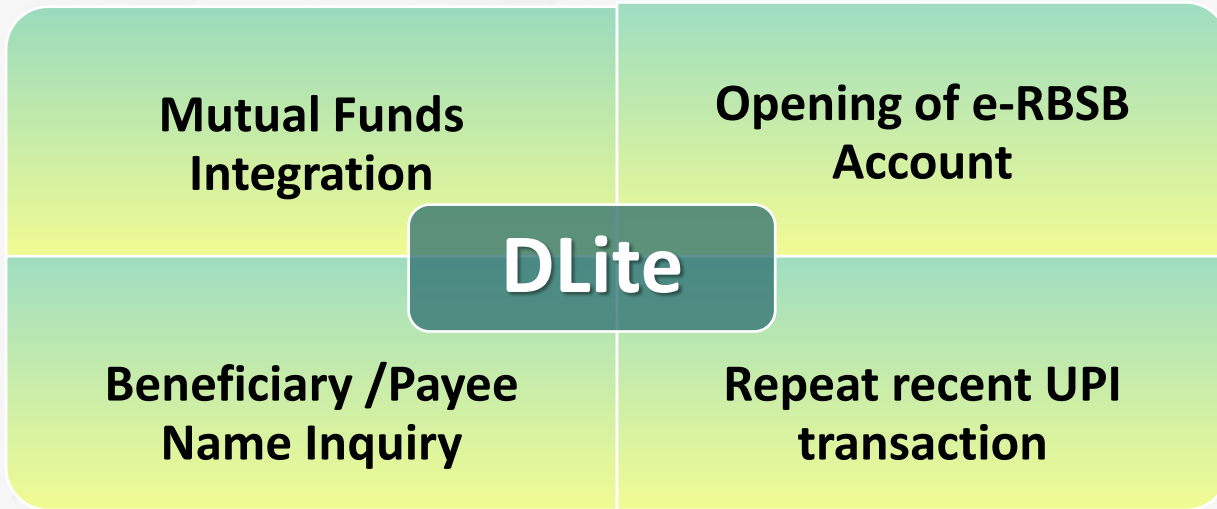 Mutual Funds
Integration
Opening of e-RBSB
Account
DLite
Beneficiary /Payee
Name Inquiry
Repeat recent UPI
transaction